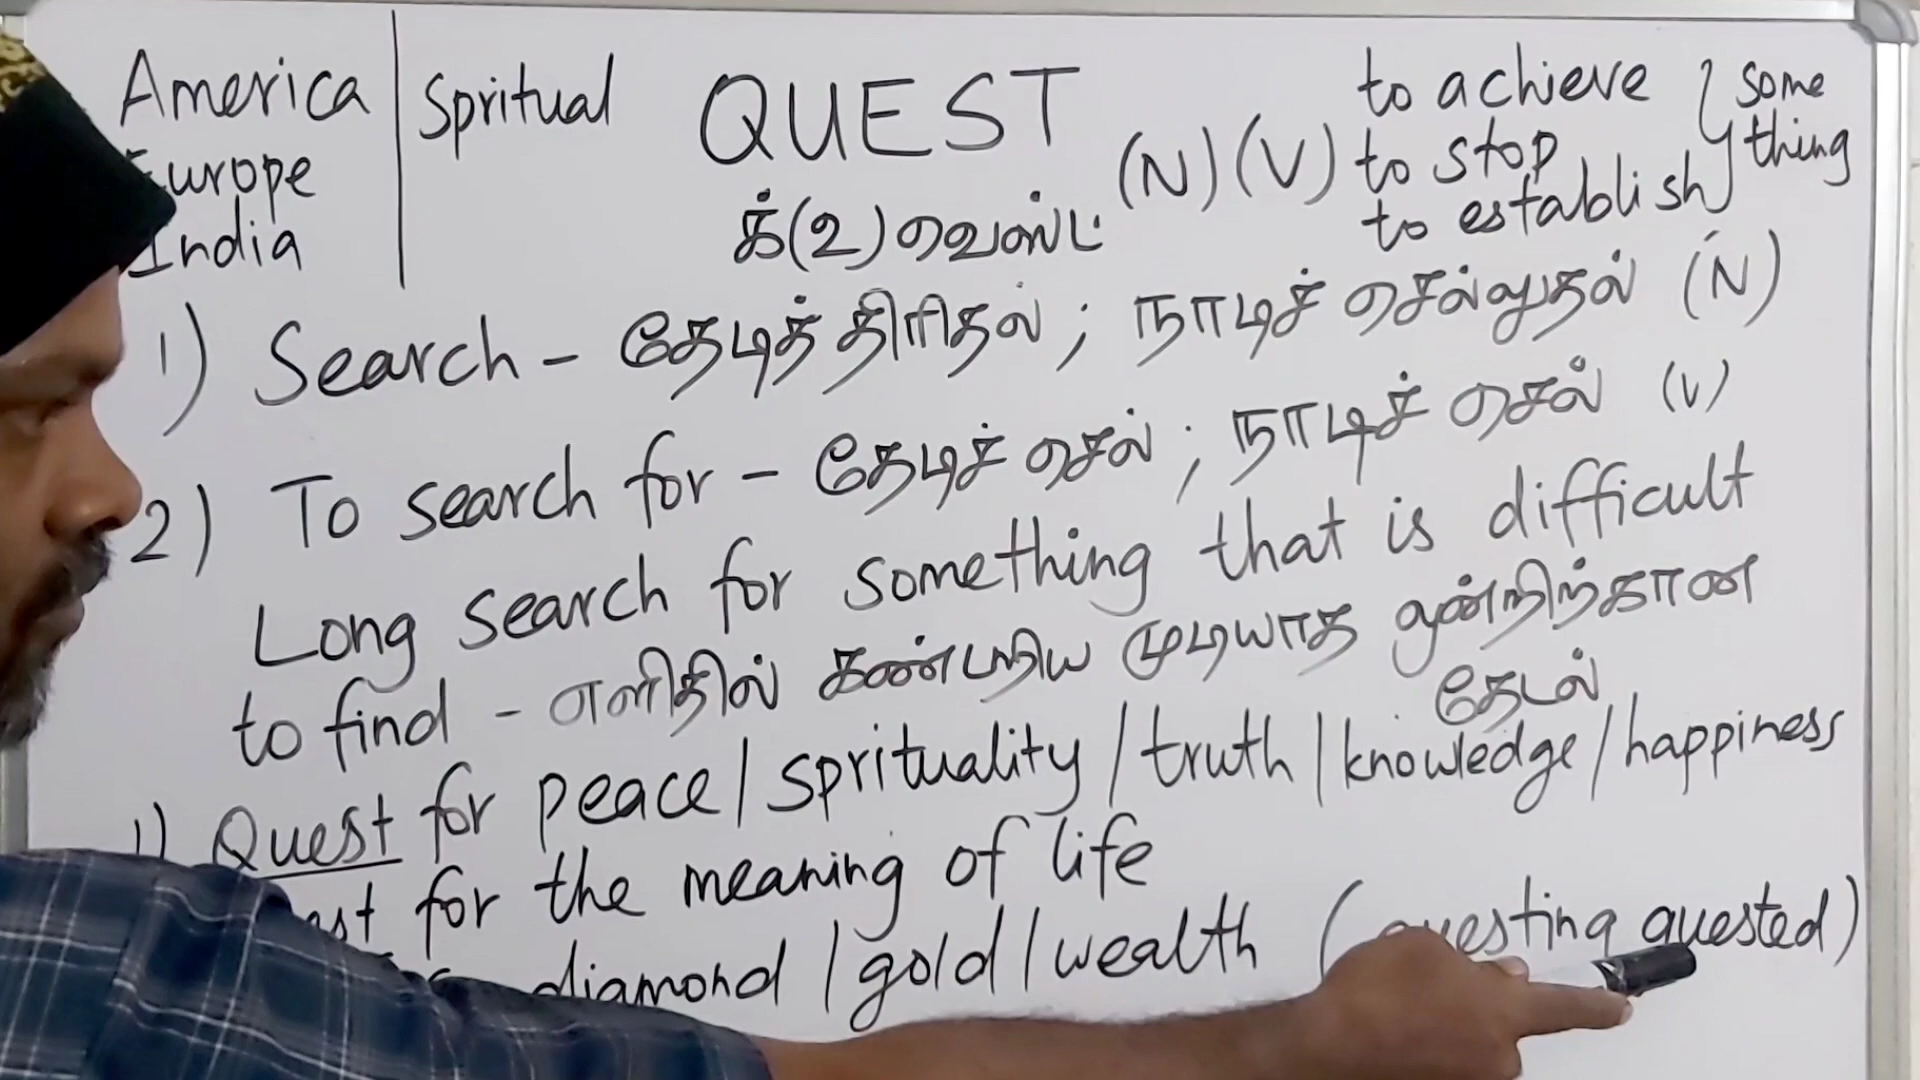 America | Spritual QUEST (N) (V) to achieve } some
Europe to stop thing
India க்(உ)வெஸ்ட் to establish
1) Search - தேடித் திரிதல் ; நாடிச் செல்லுதல் (N)
2) To search for - தேடிச் செல் ; நாடிச் செல் (v)
Long search for something that is difficult
to find - எளிதில் கண்டறிய முடியாத ஒன்றிற்கான
தேடல்
1) Quest for peace / sprituality / truth / knowledge / happiness
for the meaning of life
diamond / gold / wealth (questing quested)